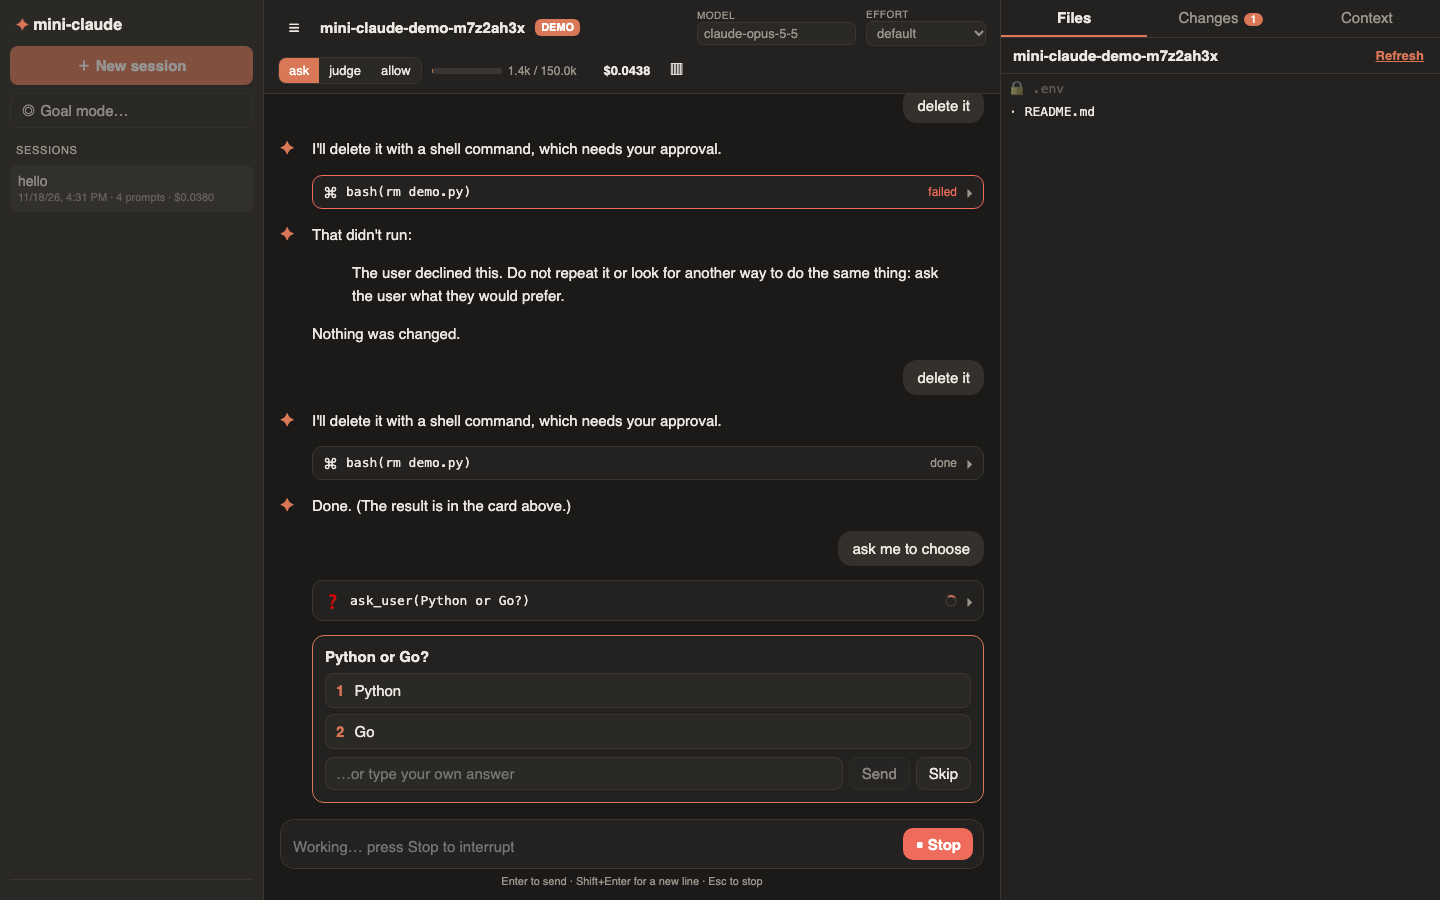 mini-claude
+ New session
Goal mode…
SESSIONS
hello
11/18/26, 4:31 PM · 4 prompts · $0.0380
mini-claude-demo-m7z2ah3x DEMO
MODEL
claude-opus-5-5
EFFORT
default
ask judge allow 1.4k / 150.0k $0.0438
delete it
I'll delete it with a shell command, which needs your approval.
bash(rm demo.py) failed
That didn't run:
The user declined this. Do not repeat it or look for another way to do the same thing: ask
the user what they would prefer.
Nothing was changed.
delete it
I'll delete it with a shell command, which needs your approval.
bash(rm demo.py) done
Done. (The result is in the card above.)
ask me to choose
ask_user(Python or Go?)
Python or Go?
1 Python
2 Go
…or type your own answer Send Skip
Working… press Stop to interrupt Stop
Enter to send · Shift+Enter for a new line · Esc to stop
Files Changes 1 Context
mini-claude-demo-m7z2ah3x Refresh
.env
· README.md